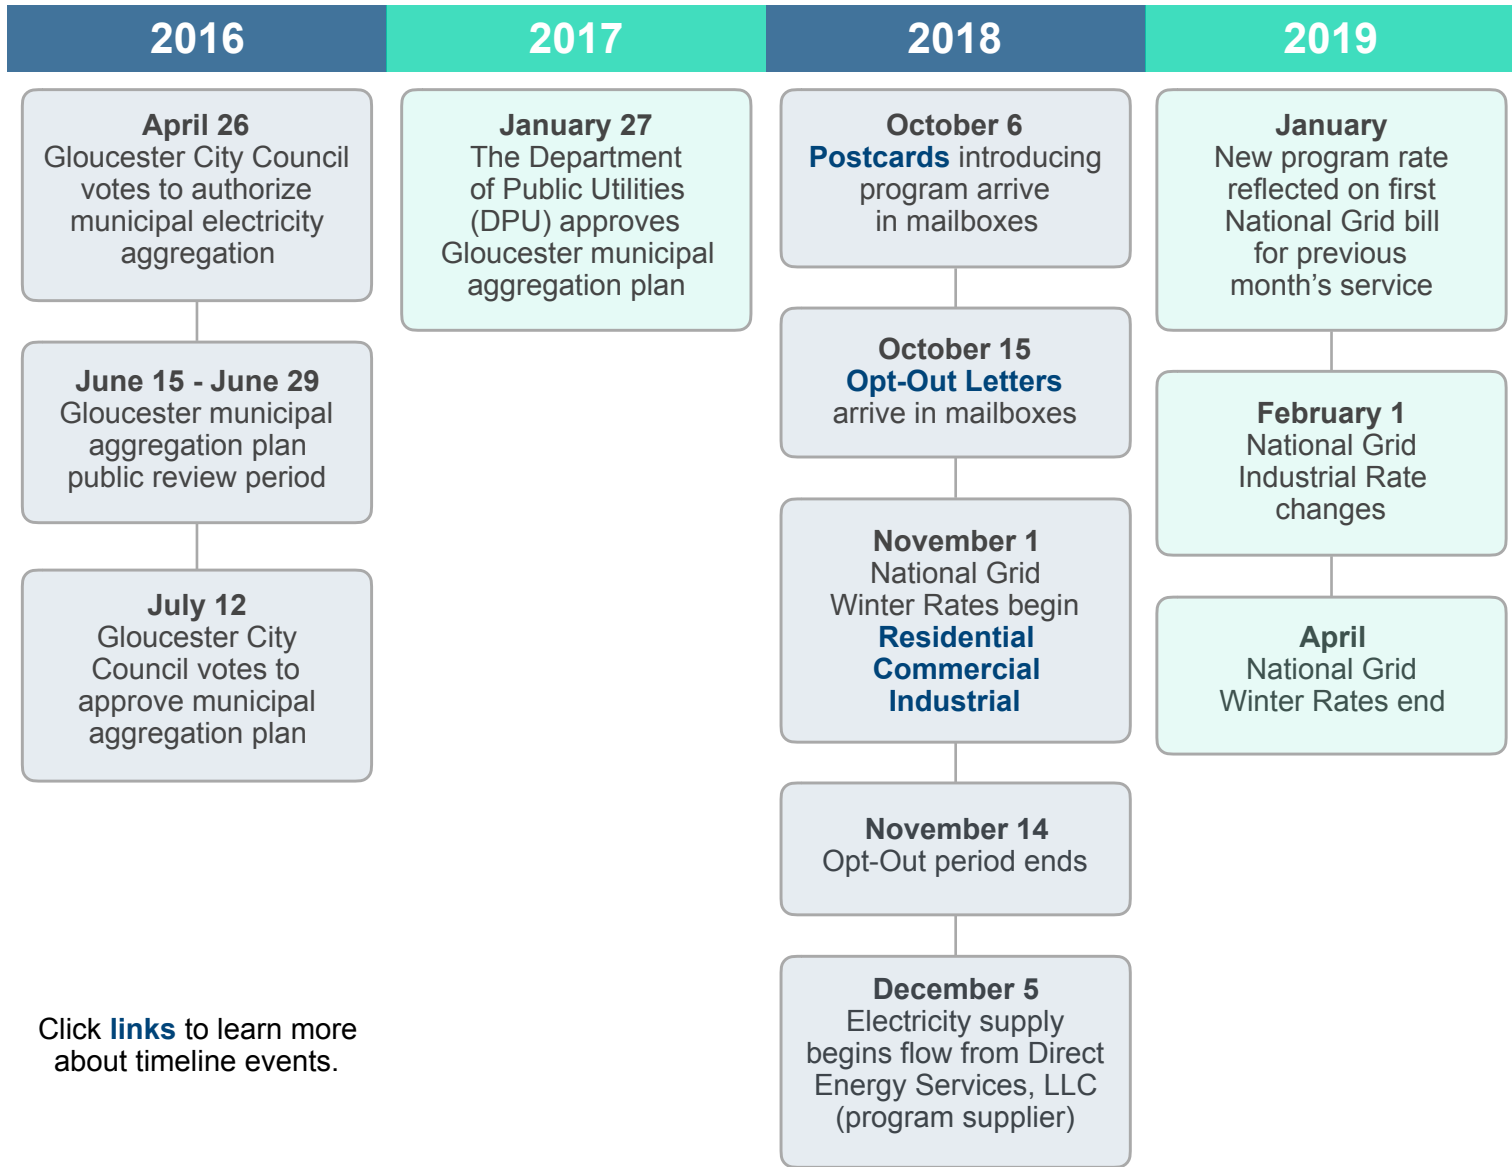 2016
2017
2018
2019
April 26
Gloucester City Council
votes to authorize
municipal electricity
aggregation
June 15 - June 29
Gloucester municipal
aggregation plan
public review period
July 12
Gloucester City
Council votes to
approve municipal
aggregation plan
January 27
The Department
of Public Utilities
(DPU) approves
Gloucester municipal
aggregation plan
October 6
Postcards introducing
program arrive
in mailboxes
October 15
Opt-Out Letters
arrive in mailboxes
November 1
National Grid
Winter Rates begin
Residential
Commercial
Industrial
November 14
Opt-Out period ends
December 5
Electricity supply
begins flow from Direct
Energy Services, LLC
(program supplier)
January
New program rate
reflected on first
National Grid bill
for previous
month’s service
February 1
National Grid
Industrial Rate
changes
April
National Grid
Winter Rates end
Click links to learn more
about timeline events.